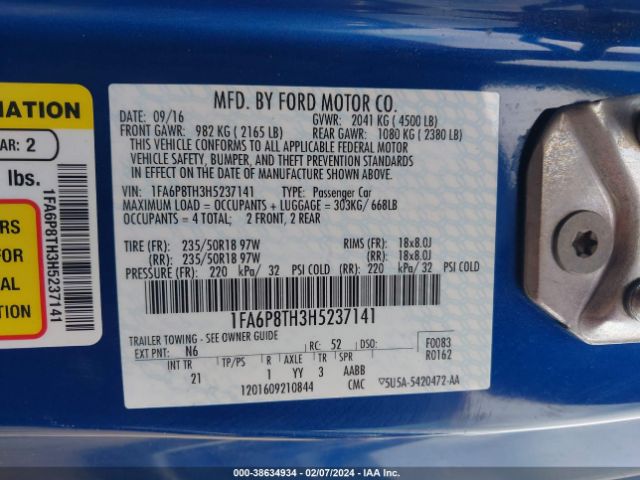 MATION
AR: 2
lbs.
RS
FOR
AL
ON
1FA6P8TH3H5237141
MFD. BY FORD MOTOR CO.
DATE: 09/16 GVWR: 2041 KG ( 4500 LB)
FRONT GAWR: 982 KG ( 2165 LB) REAR GAWR: 1080 KG ( 2380 LB)
THIS VEHICLE CONFORMS TO ALL APPLICABLE FEDERAL MOTOR
VEHICLE SAFETY, BUMPER, AND THEFT PREVENTION STANDARDS
IN EFFECT ON THE DATE OF MANUFACTURE SHOWN ABOVE.
VIN: 1FA6P8TH3H5237141 TYPE: Passenger Car
MAXIMUM LOAD = OCCUPANTS + LUGGAGE = 303KG/ 668LB
OCCUPANTS = 4 TOTAL; 2 FRONT, 2 REAR
TIRE (FR): 235/50R18 97W RIMS (FR): 18x8.0J
(RR): 235/50R18 97W (RR): 18x8.0J
PRESSURE (FR): 220 kPa/ 32 PSI COLD (RR): 220 kPa/ 32 PSI COLD
1FA6P8TH3H5237141
TRAILER TOWING - SEE OWNER GUIDE
EXT PNT: N6 RC: 52 DSO: F0083
INT TR TP/PS R AXLE TR SPR R0162
21 1 YY 3 AABB
1201609210844 CMC 5U5A-5420472-AA
© 38634934 - 02/07/2024 - IAA Inc.